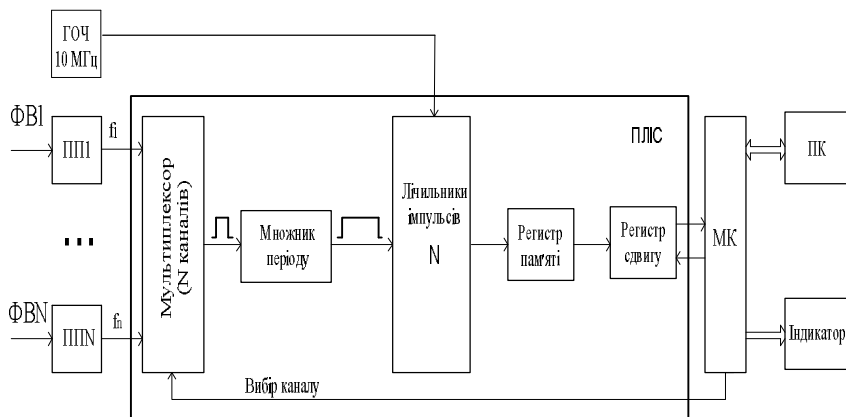 ГОЧ
10 МГц
ФВ1
ПП1
fi
ФВN
ППN
fn
Мультиплексор
(N каналів)
Множник
періоду
Лічильники
імпульсів
N
Регистр
пам'яті
Регистр
сдвигу
ПЛІС
МК
ПК
Індикатор
Вибір каналу